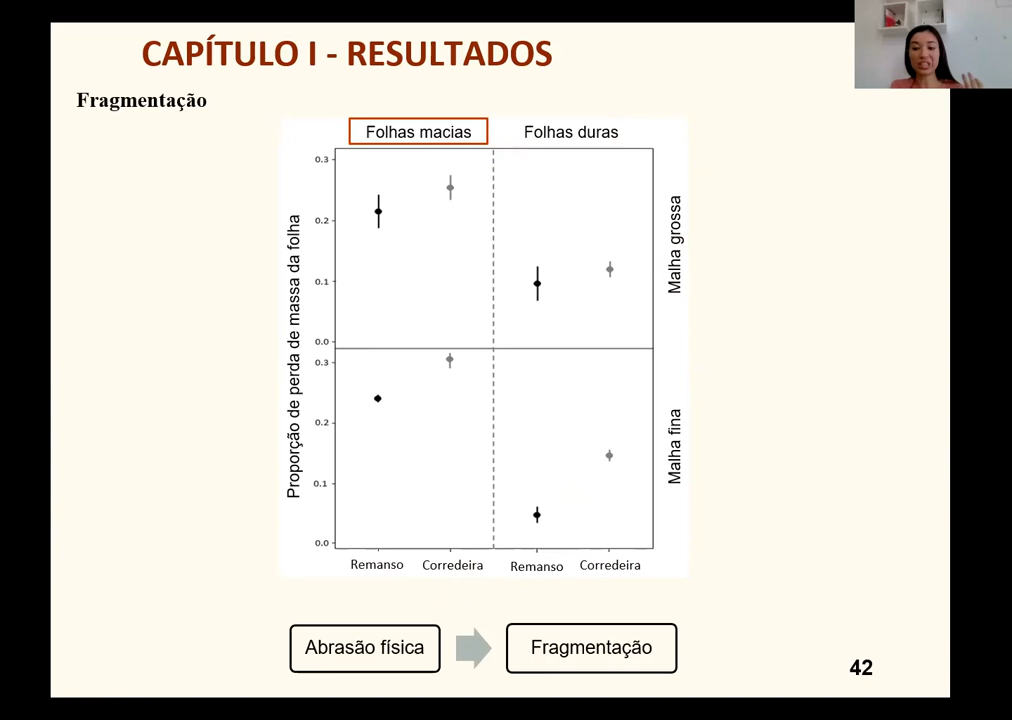 CAPÍTULO I - RESULTADOS
Fragmentação
Folhas macias
Folhas duras
Proporção de perda de massa da folha
0.3
0.2
0.1
0.0
Malha grossa
0.3
0.2
0.1
0.0
Malha fina
Remanso
Corredeira
Remanso
Corredeira
Abrasão física
Fragmentação
42